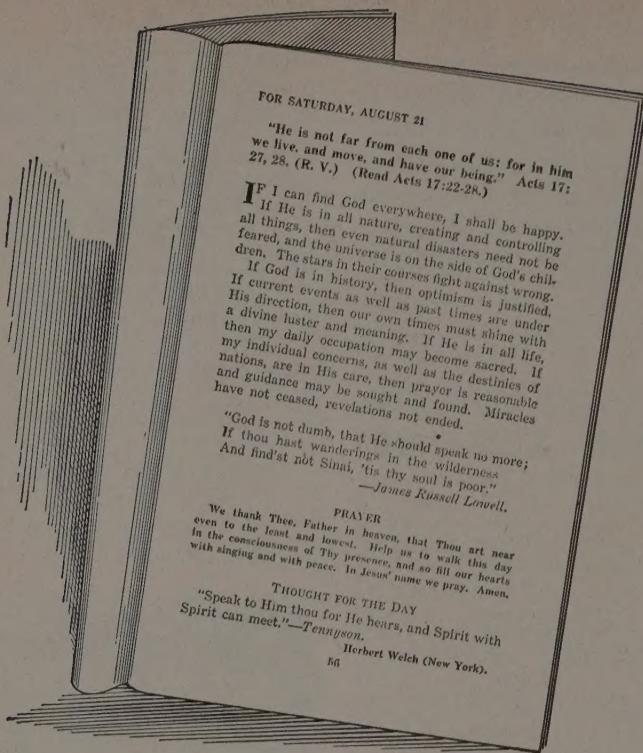 FOR SATURDAY, AUGUST 21
"He is not far from each one of us: for in him
we live, and move, and have our being." Acts 17:
27, 28. (R. V.) (Read Acts 17:22-28.)
IF I can find God everywhere, I shall be happy.
If He is in all nature, creating and controlling
all things, then even natural disasters need not be
feared, and the universe is on the side of God's chil-
dren. The stars in their courses fight against wrong.
If God is in history, then optimism is justified.
If current events as well as past times are under
His direction, then our own times must shine with
a divine luster and meaning. If He is in all life,
then my daily occupation may become sacred. If
my individual concerns, as well as the destinies of
nations, are in His care, then prayer is reasonable
and guidance may be sought and found. Miracles
have not ceased, revelations not ended.
"God is not dumb, that He should speak no more;
If thou hast wanderings in the wilderness
And find'st not Sinai, 'tis thy soul is poor."
—James Russell Lowell.
PRAYER
We thank Thee, Father in heaven, that Thou art near
even to the least and lowest. Help us to walk this day
in the consciousness of Thy presence, and so fill our hearts
with singing and with peace. In Jesus' name we pray. Amen.
THOUGHT FOR THE DAY
"Speak to Him thou for He hears, and Spirit with
Spirit can meet."—Tennyson.
Herbert Welch (New York).
56